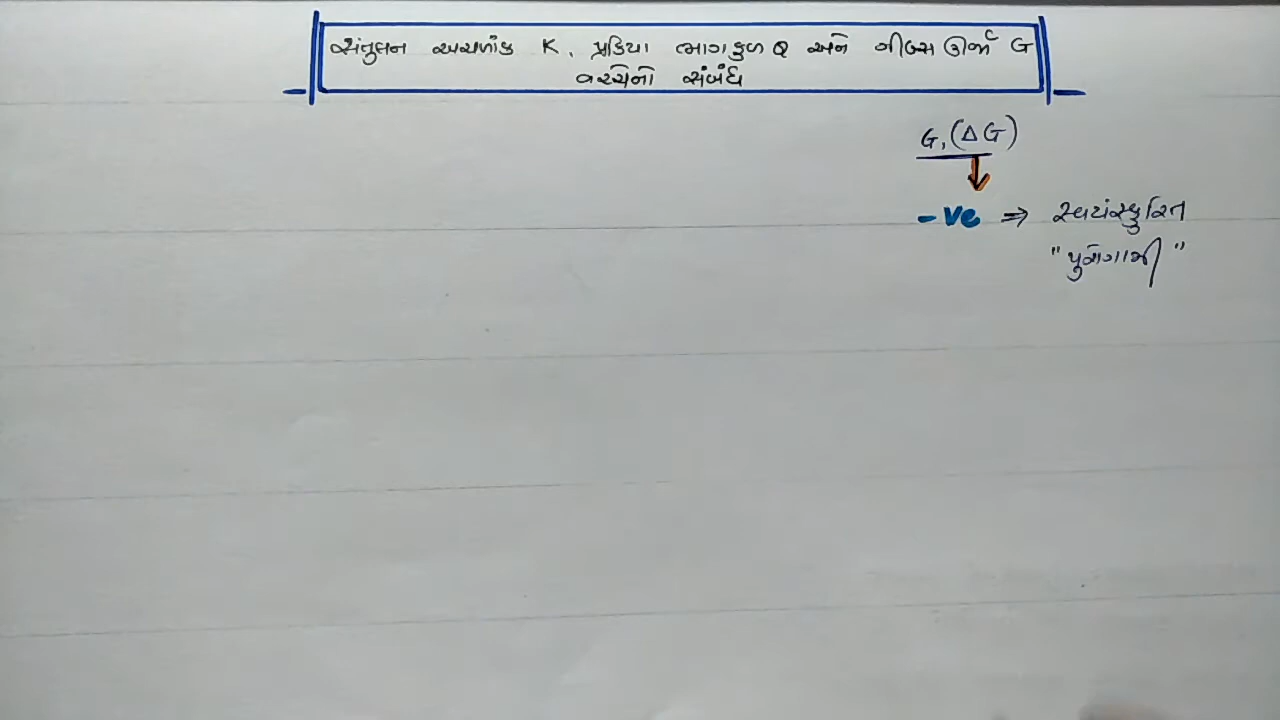 સંતુલન અચળાંક K, પ્રક્રિયા ભાગફળ Q અને ગીબ્સ ઊર્જા G
વચ્ચેનો સંબંધ
G, (ΔG)
-ve ⇒ સ્વયંસ્ફુરિત
"પુરોગામી"